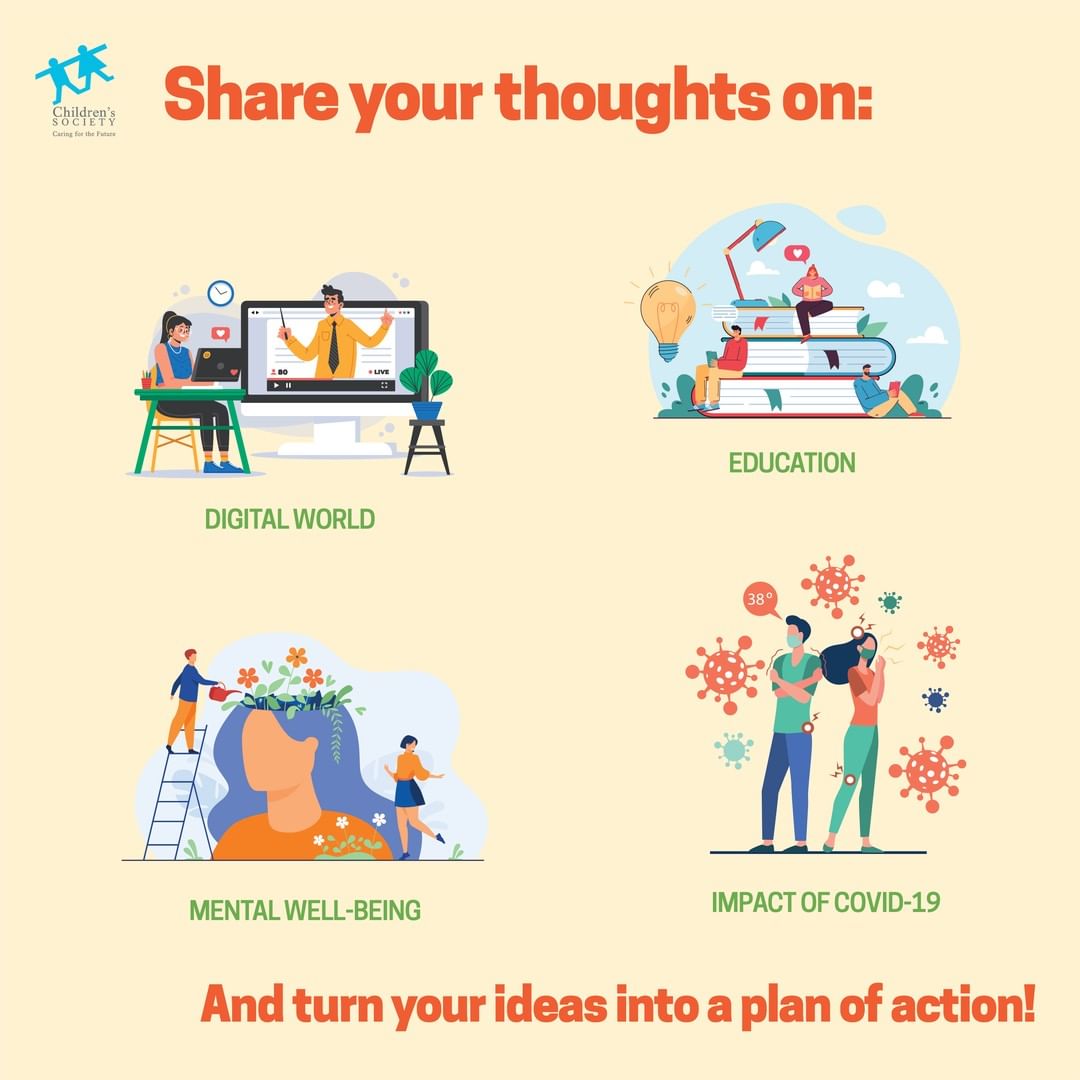 Children's
SOCIETY
Caring for the Future
Share your thoughts on:
80
LIVE
DIGITAL WORLD
EDUCATION
38°
MENTAL WELL-BEING
IMPACT OF COVID-19
And turn your ideas into a plan of action!